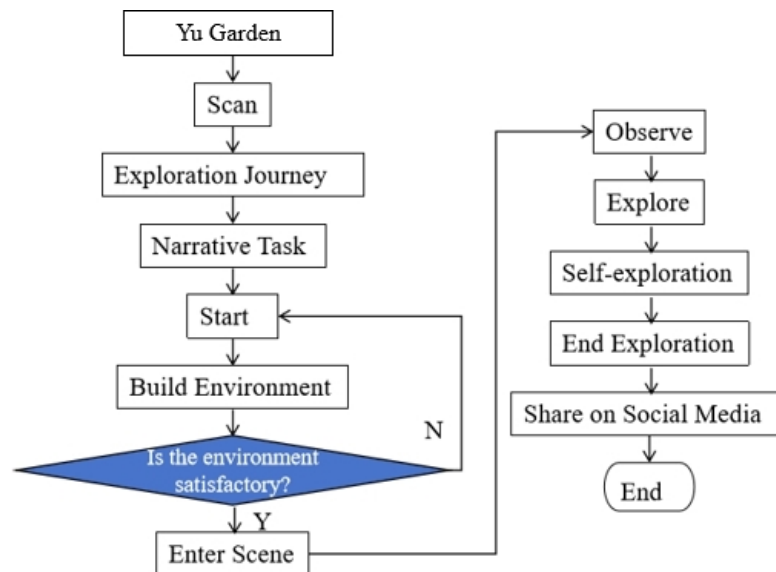 Yu Garden
Scan
Exploration Journey
Narrative Task
Start
Build Environment
Is the environment
satisfactory?
N
Y
Enter Scene
Observe
Explore
Self-exploration
End Exploration
Share on Social Media
End